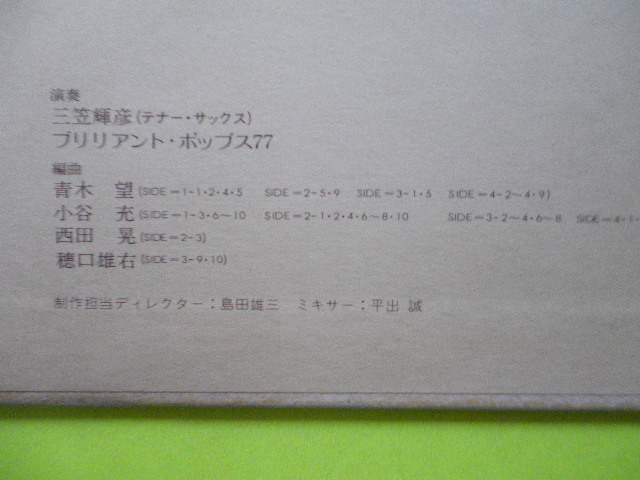 演奏
三笠輝彦(テナー・サックス)
ブリリアント・ポップス77
編曲
青木 望(SIDE=1-1・2・4・5 SIDE=2-5・9 SIDE=3-1・5 SIDE=4-2~4・9)
小谷 充(SIDE=1-3・6~10 SIDE=2-1・2・4・6~8・10 SIDE=3-2~4・6~8 SIDE=4-1・
西田 晃(SIDE=2-3)
穂口雄右(SIDE=3-9・10)
制作担当ディレクター:島田雄三 ミキサー:平出 誠